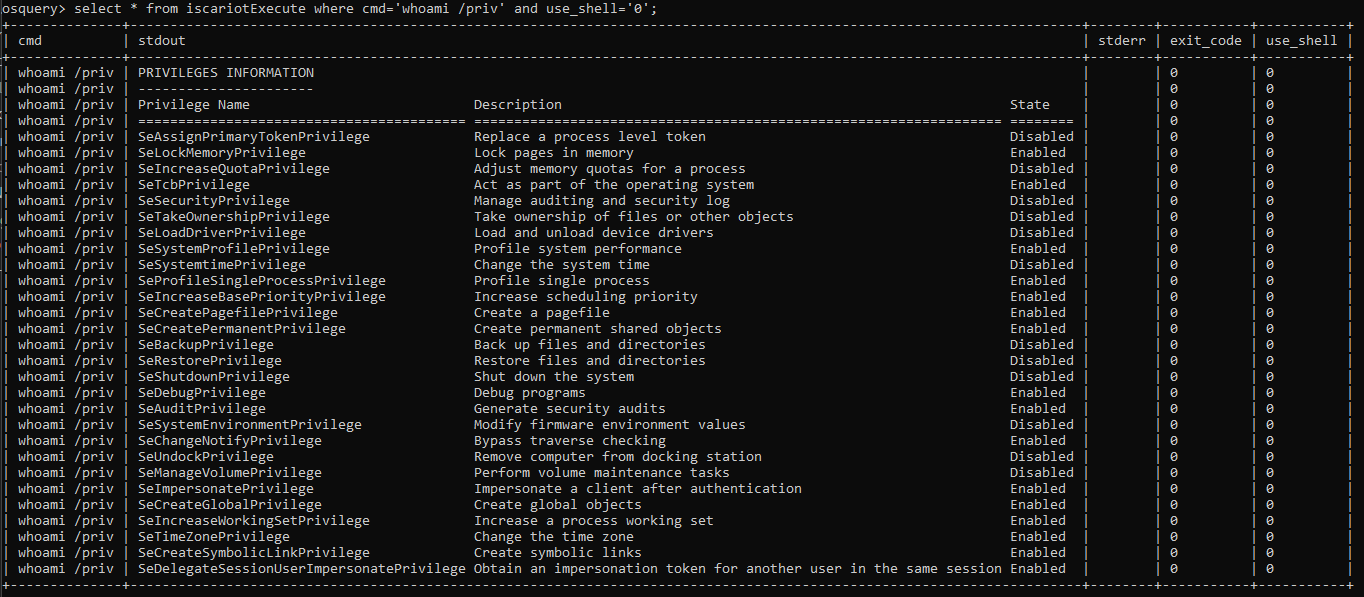 osquery> select * from iscariotExecute where cmd='whoami /priv' and use_shell='0';
+--------------+-----------------------------------------------------------------------------------------------------------------------+--------+-----------+-----------+
| cmd | stdout | stderr | exit_code | use_shell |
+--------------+-----------------------------------------------------------------------------------------------------------------------+--------+-----------+-----------+
| whoami /priv | PRIVILEGES INFORMATION | | 0 | 0 |
| whoami /priv | ---------------------- | | 0 | 0 |
| whoami /priv | Privilege Name Description State | | 0 | 0 |
| whoami /priv | ========================================= ================================================================== ======== | | 0 | 0 |
| whoami /priv | SeAssignPrimaryTokenPrivilege Replace a process level token Disabled | | 0 | 0 |
| whoami /priv | SeLockMemoryPrivilege Lock pages in memory Enabled | | 0 | 0 |
| whoami /priv | SeIncreaseQuotaPrivilege Adjust memory quotas for a process Disabled | | 0 | 0 |
| whoami /priv | SeTcbPrivilege Act as part of the operating system Enabled | | 0 | 0 |
| whoami /priv | SeSecurityPrivilege Manage auditing and security log Disabled | | 0 | 0 |
| whoami /priv | SeTakeOwnershipPrivilege Take ownership of files or other objects Disabled | | 0 | 0 |
| whoami /priv | SeLoadDriverPrivilege Load and unload device drivers Disabled | | 0 | 0 |
| whoami /priv | SeSystemProfilePrivilege Profile system performance Enabled | | 0 | 0 |
| whoami /priv | SeSystemtimePrivilege Change the system time Disabled | | 0 | 0 |
| whoami /priv | SeProfileSingleProcessPrivilege Profile single process Enabled | | 0 | 0 |
| whoami /priv | SeIncreaseBasePriorityPrivilege Increase scheduling priority Enabled | | 0 | 0 |
| whoami /priv | SeCreatePagefilePrivilege Create a pagefile Enabled | | 0 | 0 |
| whoami /priv | SeCreatePermanentPrivilege Create permanent shared objects Enabled | | 0 | 0 |
| whoami /priv | SeBackupPrivilege Back up files and directories Disabled | | 0 | 0 |
| whoami /priv | SeRestorePrivilege Restore files and directories Disabled | | 0 | 0 |
| whoami /priv | SeShutdownPrivilege Shut down the system Disabled | | 0 | 0 |
| whoami /priv | SeDebugPrivilege Debug programs Enabled | | 0 | 0 |
| whoami /priv | SeAuditPrivilege Generate security audits Enabled | | 0 | 0 |
| whoami /priv | SeSystemEnvironmentPrivilege Modify firmware environment values Disabled | | 0 | 0 |
| whoami /priv | SeChangeNotifyPrivilege Bypass traverse checking Enabled | | 0 | 0 |
| whoami /priv | SeUndockPrivilege Remove computer from docking station Disabled | | 0 | 0 |
| whoami /priv | SeManageVolumePrivilege Perform volume maintenance tasks Disabled | | 0 | 0 |
| whoami /priv | SeImpersonatePrivilege Impersonate a client after authentication Enabled | | 0 | 0 |
| whoami /priv | SeCreateGlobalPrivilege Create global objects Enabled | | 0 | 0 |
| whoami /priv | SeIncreaseWorkingSetPrivilege Increase a process working set Enabled | | 0 | 0 |
| whoami /priv | SeTimeZonePrivilege Change the time zone Enabled | | 0 | 0 |
| whoami /priv | SeCreateSymbolicLinkPrivilege Create symbolic links Enabled | | 0 | 0 |
| whoami /priv | SeDelegateSessionUserImpersonatePrivilege Obtain an impersonation token for another user in the same session Enabled | | 0 | 0 |
+--------------+-----------------------------------------------------------------------------------------------------------------------+--------+-----------+-----------+